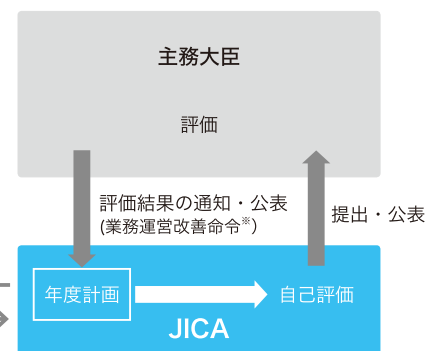 主務大臣
評価
評価結果の通知・公表
(業務運営改善命令※)
提出・公表
年度計画
自己評価
JICA